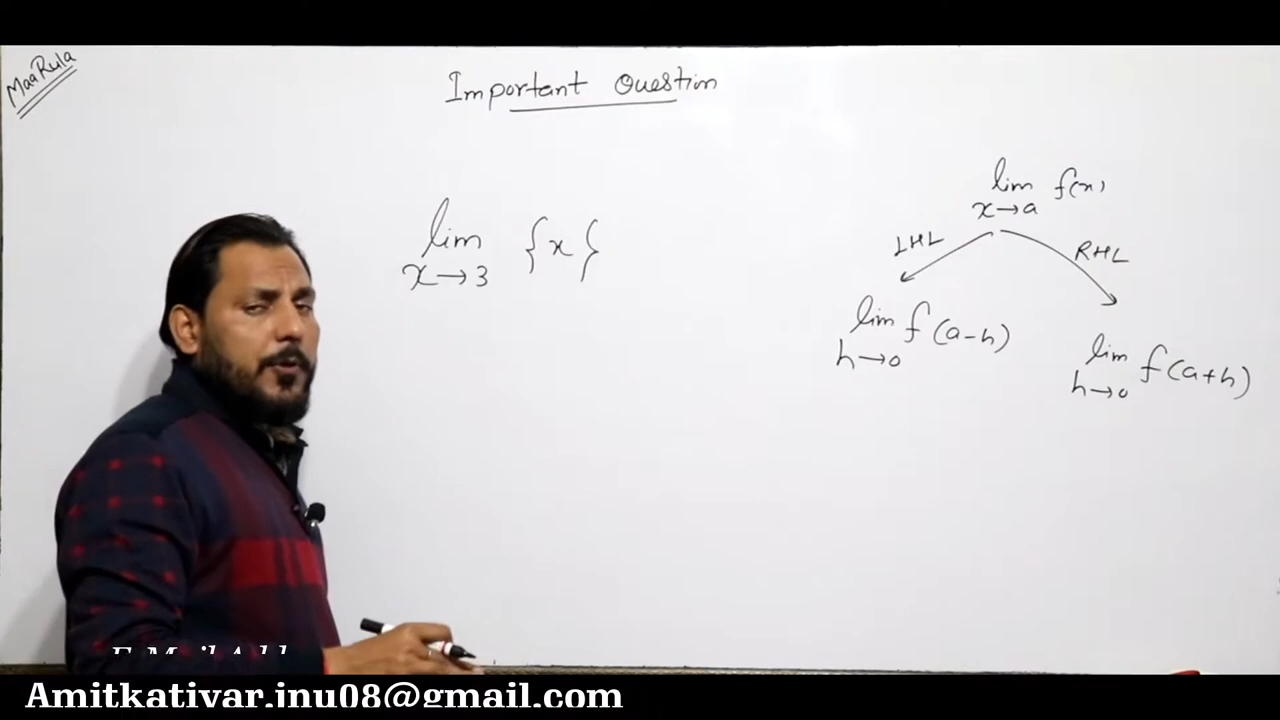 MaaRula
Important Question
lim {x}
x→3
lim f(x)
x→a
LHL
RHL
lim f(a-h)
h→0
lim f(a+h)
h→0
Amitkativar.jnu08@gmail.com